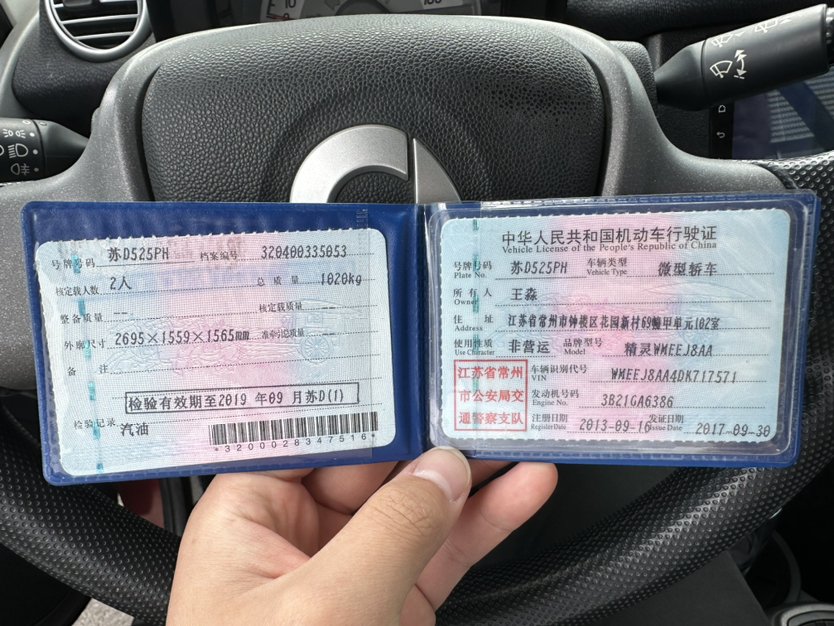 号牌号码 苏D525PH 档案编号 320400335053
核定载人数 2人 总质量 1020kg
整备质量 -- 核定载质量
外廓尺寸 2695×1559×1565mm 准牵引总质量 --
备注
检验有效期至2019年09月苏D(1)
检验记录 汽油
*3200028347516*
中华人民共和国机动车行驶证
Vehicle License of the People's Republic of China
号牌号码 苏D525PH 车辆类型 微型轿车
Plate No. Vehicle Type
所有人 王淼
Owner
住址 江苏省常州市钟楼区花园新村69幢甲单元102室
Address
使用性质 非营运 品牌型号 精灵WMEEJ8AA
Use Character Model
江苏省常州市公安局交通警察支队
车辆识别代号 WMEEJ8AA4DK717571
VIN
发动机号码 3B21GA6386
Engine No.
注册日期 2013-09-16 发证日期 2017-09-30
Register Date Issue Date